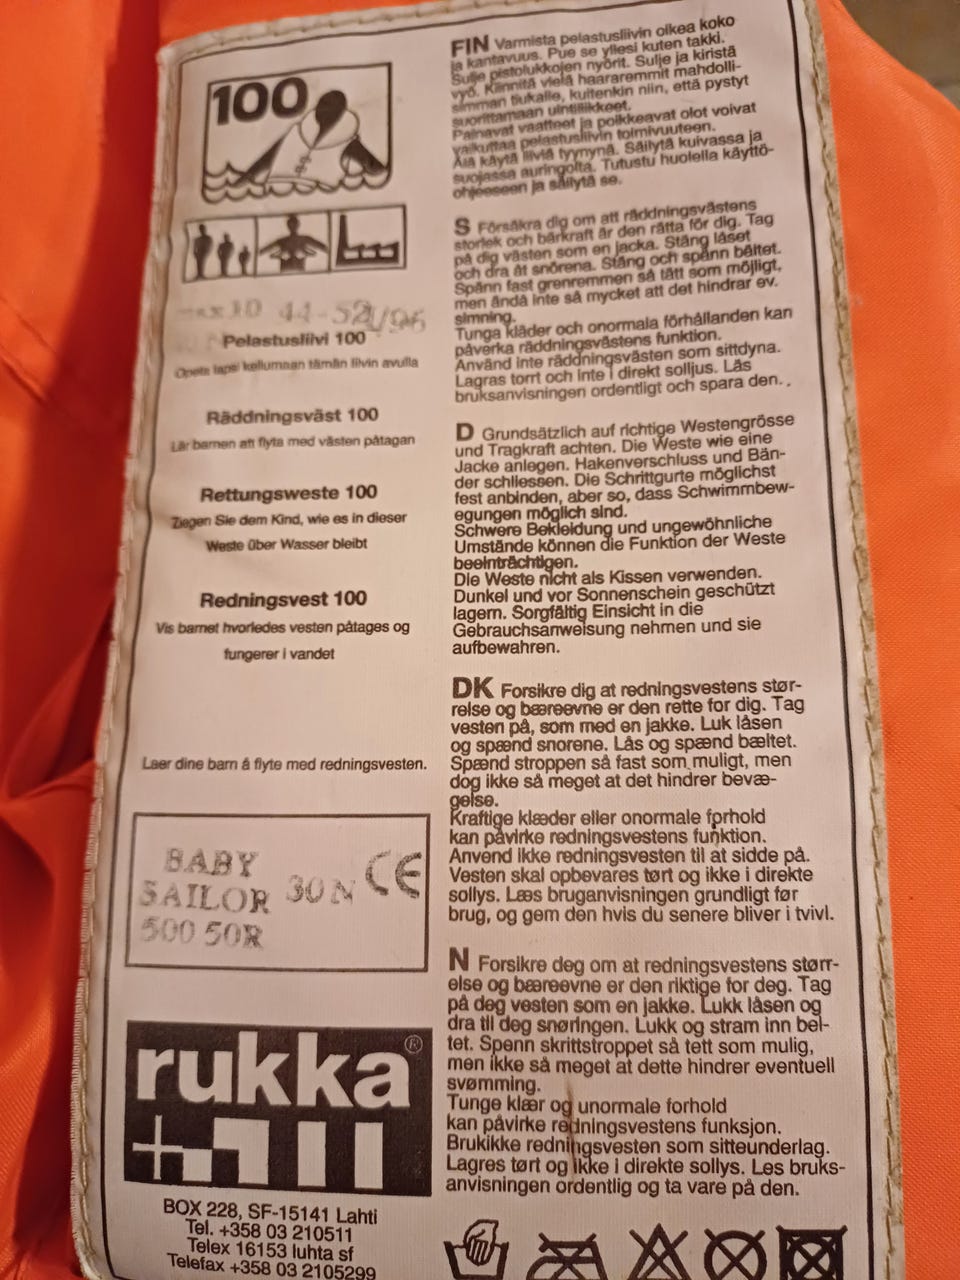 100
max 10 44-52 1/96
Pelastusliivi 100
Opeta lapsi kellumaan tämän liivin avulla
Räddningsväst 100
Lär barnen att flyta med västen påtagan
Rettungsweste 100
Ziegen Sie dem Kind, wie es in dieser
Weste über Wasser bleibt
Redningsvest 100
Vis barnet hvorledes vesten påtages og
fungerer i vandet
Laer dine barn å flyte med redningsvesten.
BABY
SAILOR 30 N CE
500 50R
rukka®
BOX 228, SF-15141 Lahti
Tel. +358 03 210511
Telex 16153 luhta sf
Telefax +358 03 2105299
FIN Varmista pelastusliivin oikea koko
ja kantavuus. Pue se yllesi kuten takki.
Sulje pistolukkojen nyörit. Sulje ja kiristä
vyö. Kiinnitä vielä haararemmit mahdolli-
simman tiukalle, kuitenkin niin, että pystyt
suorittamaan uintiliikkeet.
Painavat vaatteet ja poikkeavat olot voivat
vaikuttaa pelastusliivin toimivuuteen.
Älä käytä liiviä tyynynä. Säilytä kuivassa ja
suojassa auringolta. Tutustu huolella käyttö-
ohjeeseen ja säilytä se.
S Försäkra dig om att räddningsvästens
storlek och bärkraft är den rätta för dig. Tag
på dig västen som en jacka. Stäng låset
och dra åt snörena. Stäng och spänn bältet.
Spänn fast grenremmen så tätt som möjligt,
men ändå inte så mycket att det hindrar ev.
simning.
Tunga kläder och onormala förhållanden kan
påverka räddningsvästens funktion.
Använd inte räddningsvästen som sittdyna.
Lagras torrt och inte i direkt solljus. Läs
bruksanvisningen ordentligt och spara den..
D Grundsätzlich auf richtige Westengrösse
und Tragkraft achten. Die Weste wie eine
Jacke anlegen. Hakenverschluss und Bän-
der schliessen. Die Schrittgurte möglichst
fest anbinden, aber so, dass Schwimmbew-
egungen möglich sind.
Schwere Bekleidung und ungewöhnliche
Umstände können die Funktion der Weste
beeinträchtigen.
Die Weste nicht als Kissen verwenden.
Dunkel und vor Sonnenschein geschützt
lagern. Sorgfältig Einsicht in die
Gebrauchsanweisung nehmen und sie
aufbewahren.
DK Forsikre dig at redningsvestens stør-
relse og bæreevne er den rette for dig. Tag
vesten på, som med en jakke. Luk låsen
og spænd snorene. Lås og spænd bæltet.
Spænd stroppen så fast som muligt, men
dog ikke så meget at det hindrer bevæ-
gelse.
Kraftige klæder eller onormale forhold
kan påvirke redningsvestens funktion.
Anvend ikke redningsvesten til at sidde på.
Vesten skal opbevares tørt og ikke i direkte
sollys. Læs bruganvisningen grundligt før
brug, og gem den hvis du senere bliver i tvivl.
N Forsikre deg om at redningsvestens størr-
else og bæreevne er den riktige for deg. Tag
på deg vesten som en jakke. Lukk låsen og
dra til deg snøringen. Lukk og stram inn bel-
tet. Spenn skrittstroppet så tett som mulig,
men ikke så meget at dette hindrer eventuell
svømming.
Tunge klær og unormale forhold
kan påvirke redningsvestens funksjon.
Brukikke redningsvesten som sitteunderlag.
Lagres tørt og ikke i direkte sollys. Les bruks-
anvisningen ordentlig og ta vare på den.